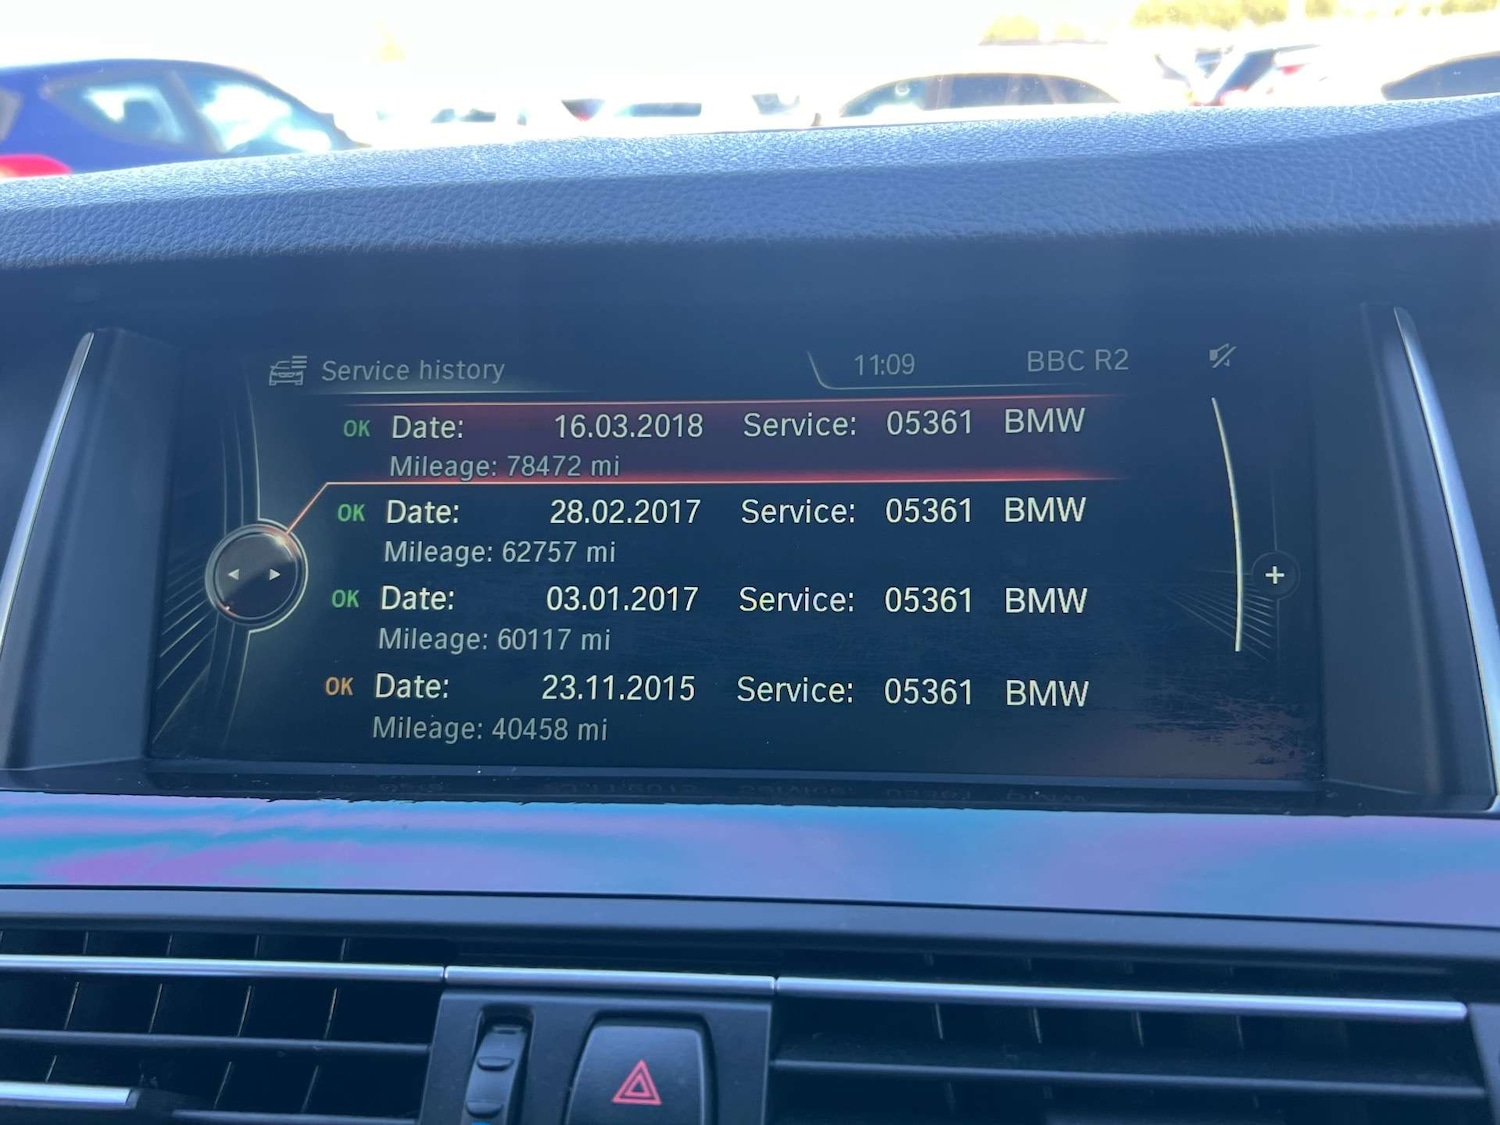 Service history 11:09 BBC R2
OK Date: 16.03.2018 Service: 05361 BMW
Mileage: 78472 mi
OK Date: 28.02.2017 Service: 05361 BMW
Mileage: 62757 mi
OK Date: 03.01.2017 Service: 05361 BMW
Mileage: 60117 mi
OK Date: 23.11.2015 Service: 05361 BMW
Mileage: 40458 mi